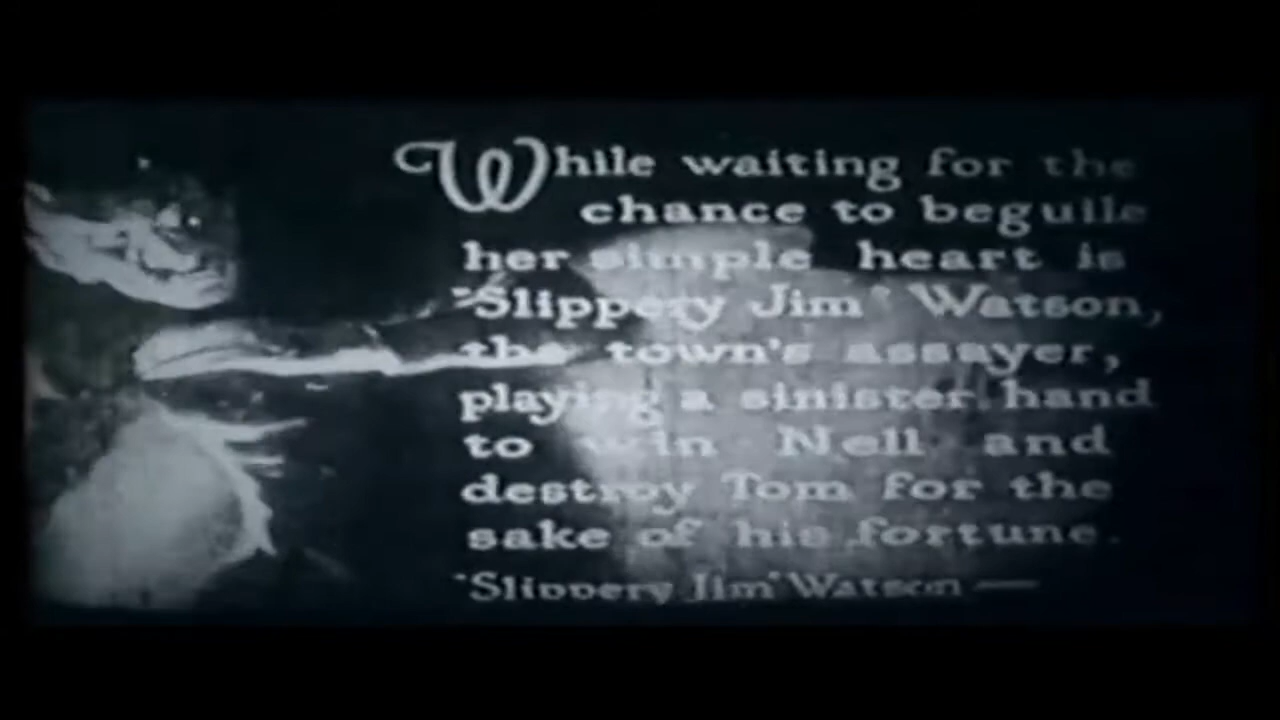 While waiting for the
chance to beguile
her simple heart is
"Slippery Jim" Watson,
the town's assayer,
playing a sinister hand
to win Nell and
destroy Tom for the
sake of his fortune.
"Slippery Jim" Watson —